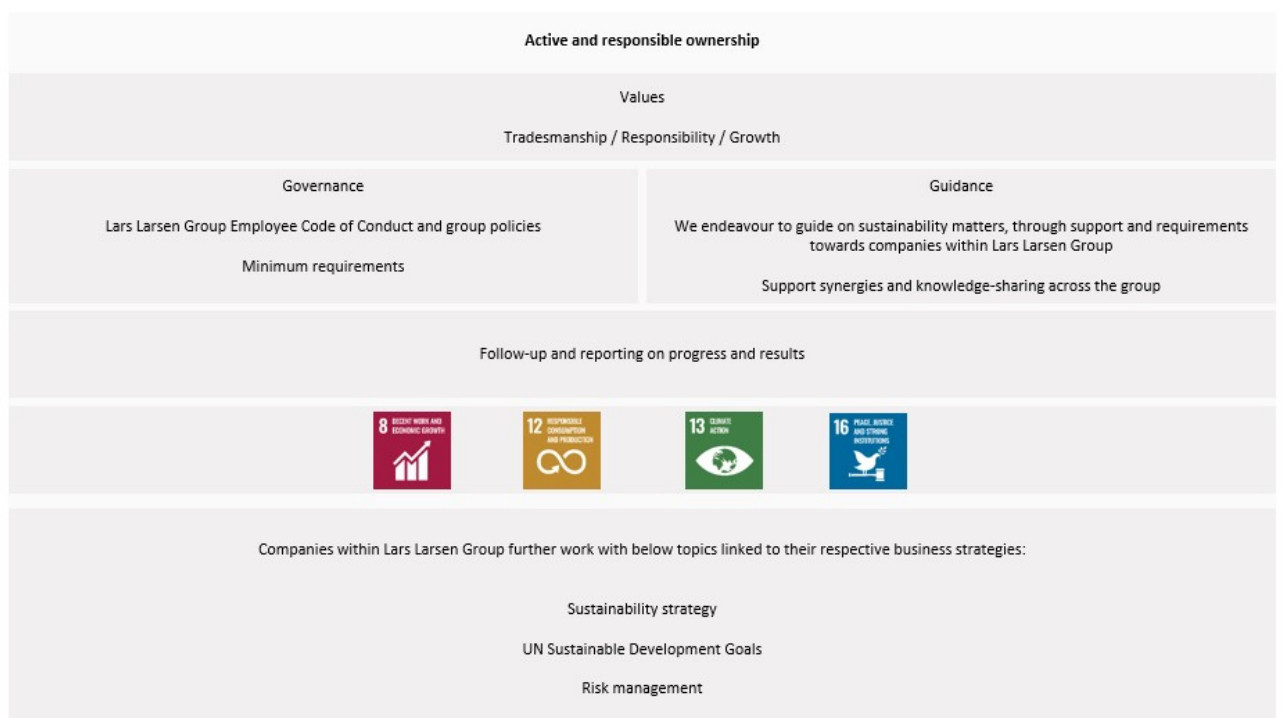 Active and responsible ownership
Values
Tradesmanship / Responsibility / Growth
Governance
Lars Larsen Group Employee Code of Conduct and group policies
Minimum requirements
Guidance
We endeavour to guide on sustainability matters, through support and requirements
towards companies within Lars Larsen Group
Support synergies and knowledge-sharing across the group
Follow-up and reporting on progress and results
8 DECENT WORK AND
ECONOMIC GROWTH
12 RESPONSIBLE
CONSUMPTION
AND PRODUCTION
13 CLIMATE
ACTION
16 PEACE, JUSTICE
AND STRONG
INSTITUTIONS
Companies within Lars Larsen Group further work with below topics linked to their respective business strategies:
Sustainability strategy
UN Sustainable Development Goals
Risk management